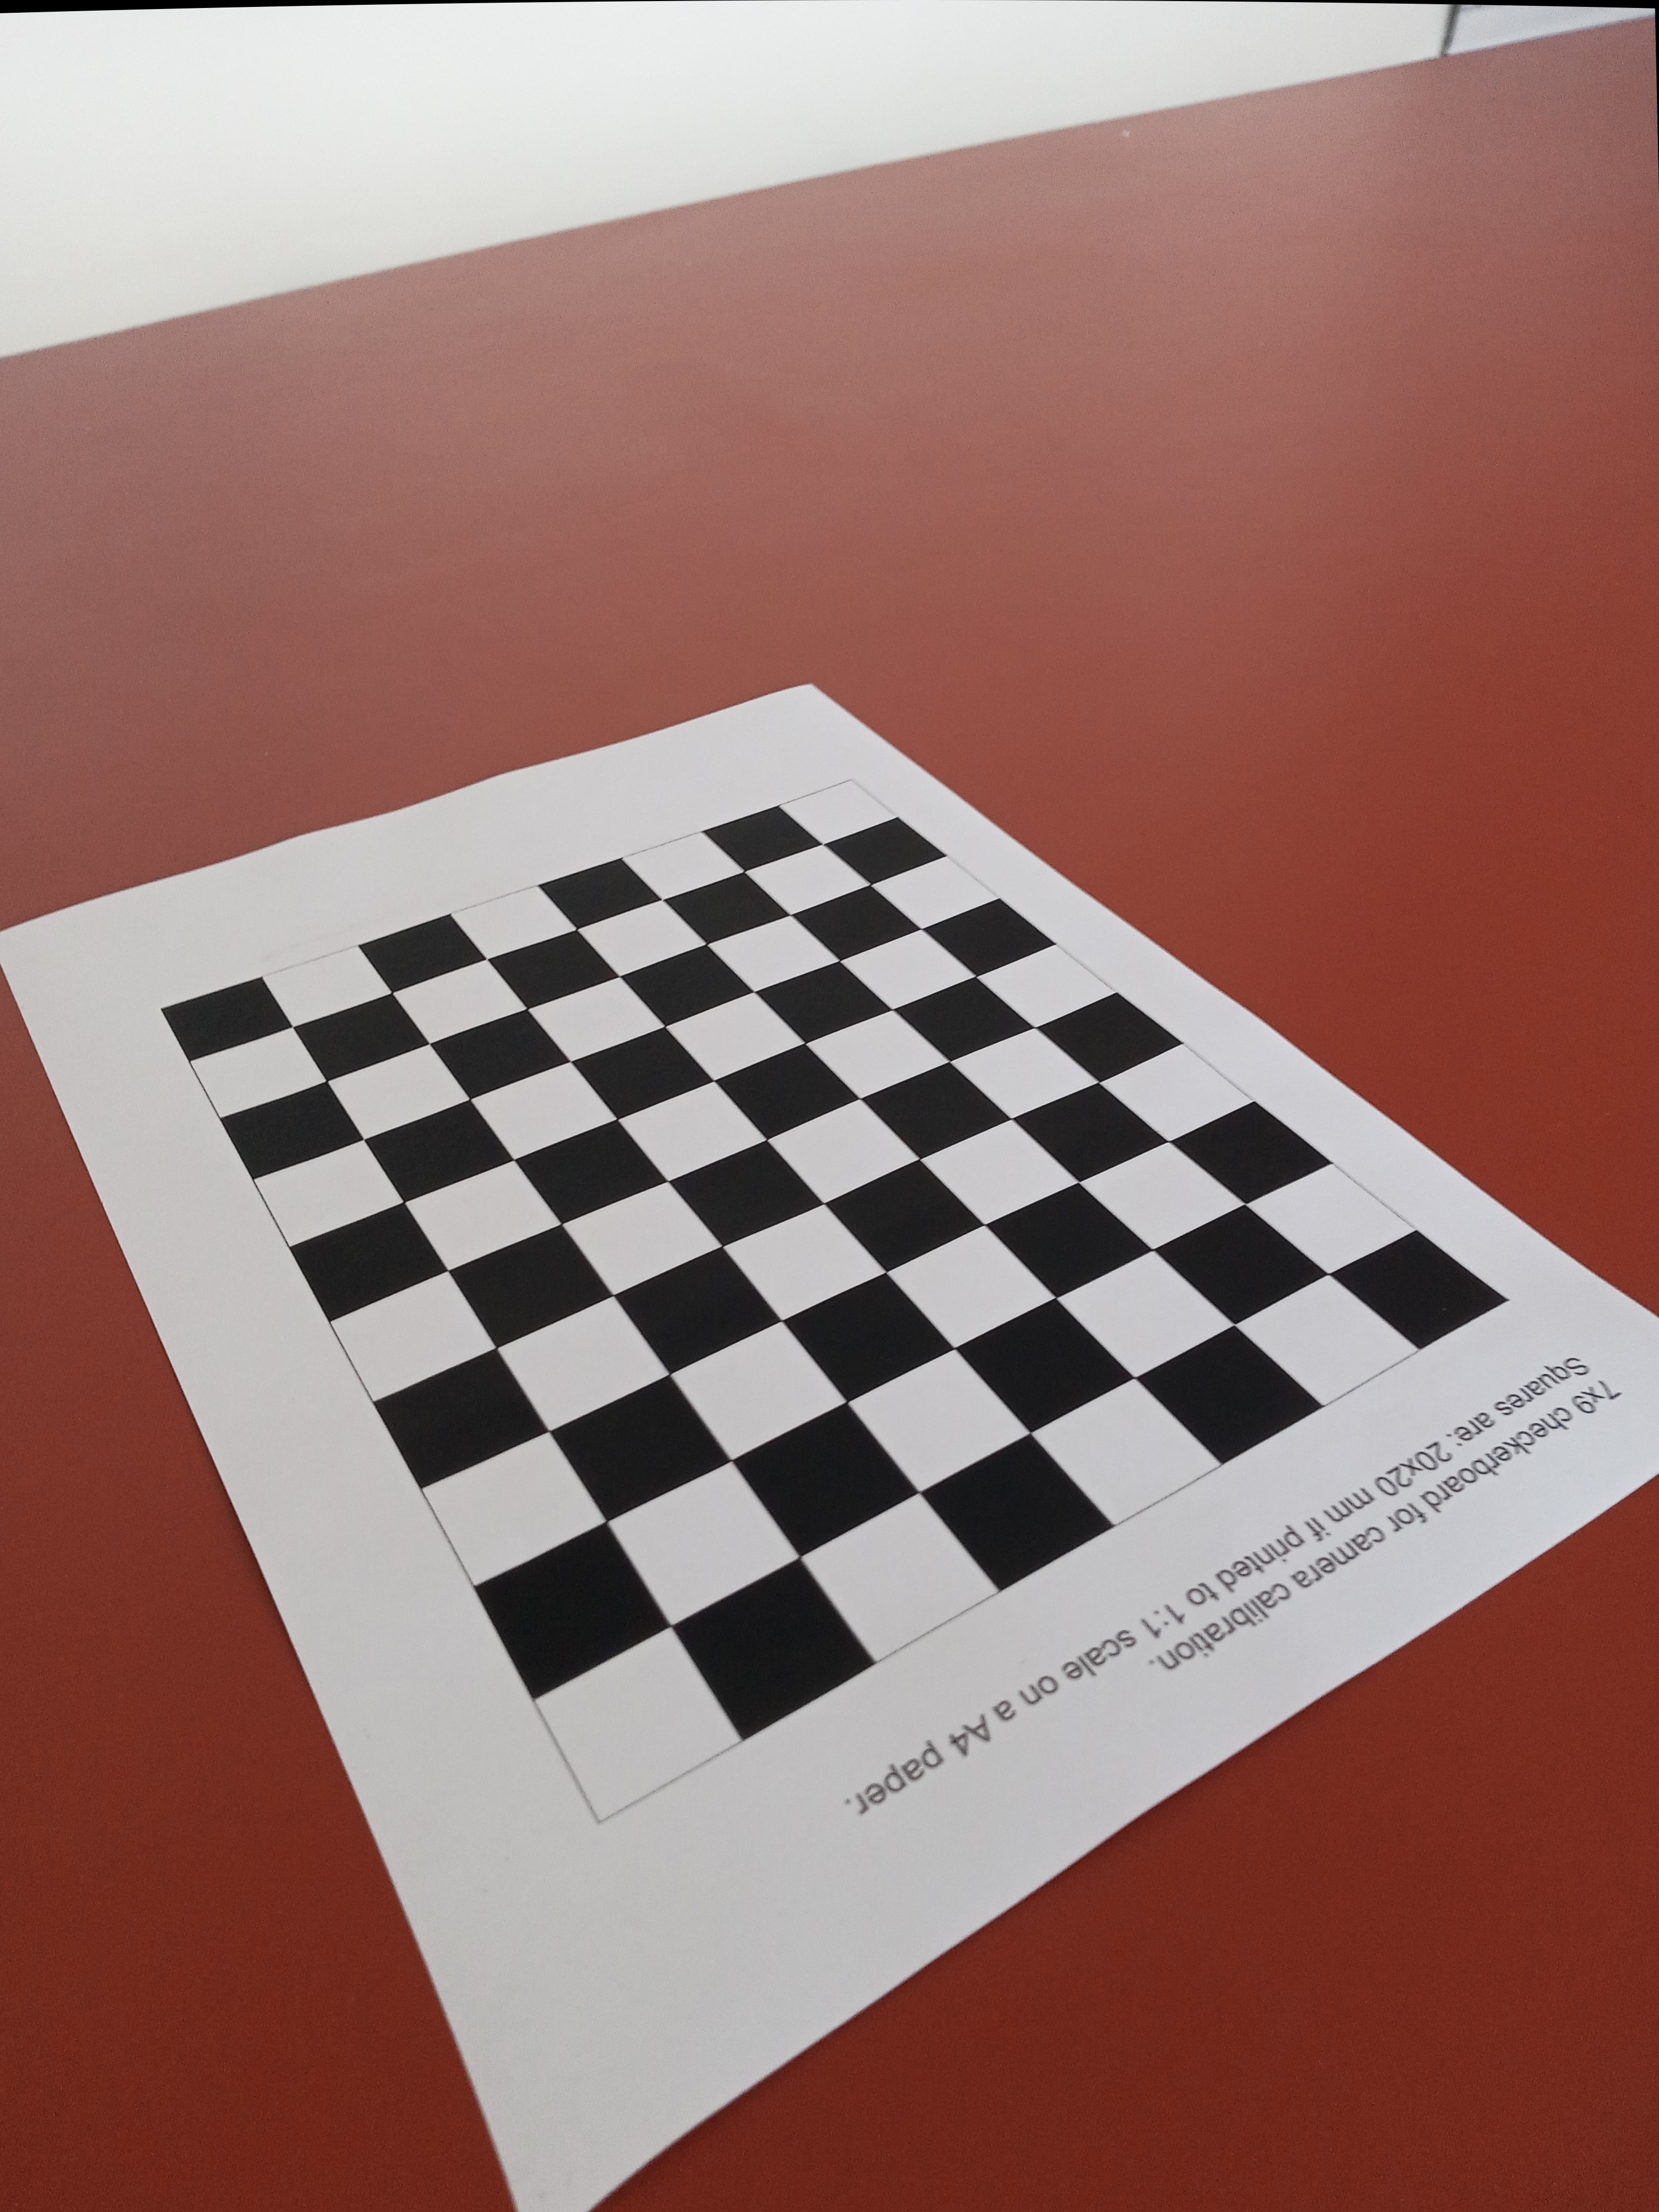 7x9 checkerboard for camera calibration.
Squares are: 20x20 mm if printed to 1:1 scale on a A4 paper.